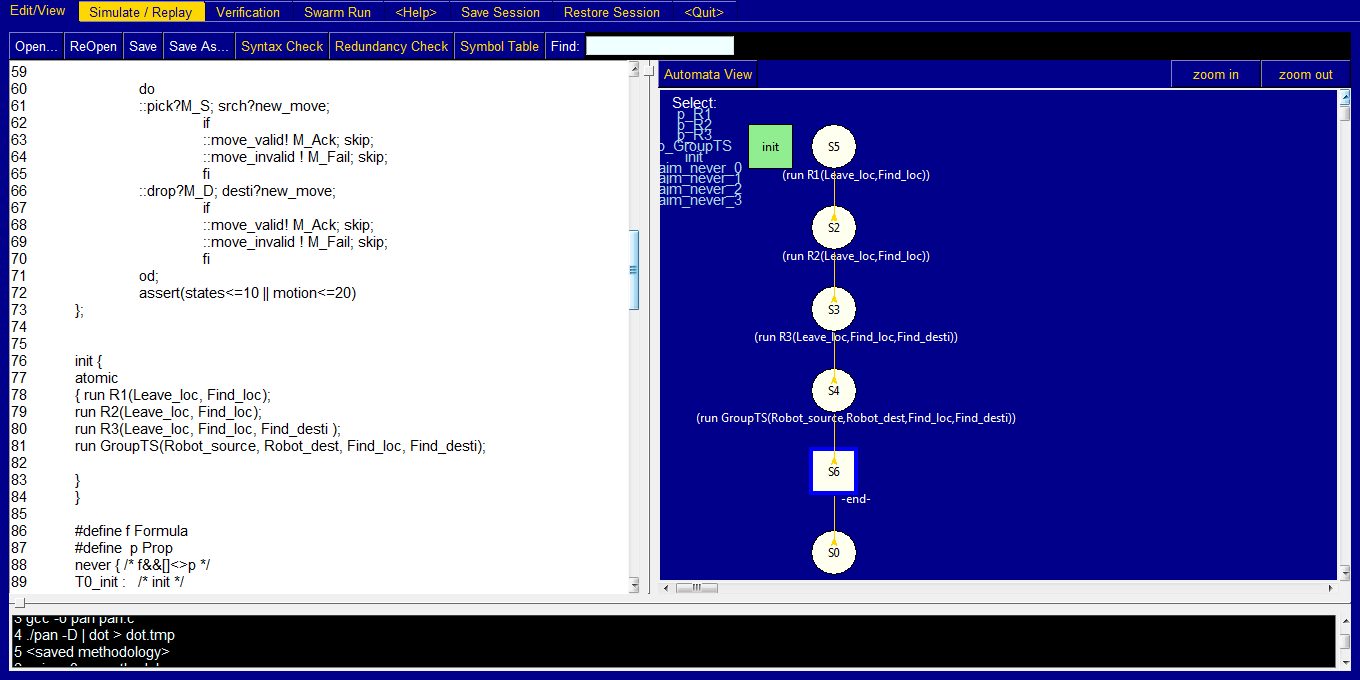 Edit/View Simulate / Replay Verification Swarm Run <Help> Save Session Restore Session <Quit>
Open... ReOpen Save Save As... Syntax Check Redundancy Check Symbol Table Find:
59
60 do
61 ::pick?M_S; srch?new_move;
62 if
63 ::move_valid! M_Ack; skip;
64 ::move_invalid ! M_Fail; skip;
65 fi
66 ::drop?M_D; desti?new_move;
67 if
68 ::move_valid! M_Ack; skip;
69 ::move_invalid ! M_Fail; skip;
70 fi
71 od;
72 assert(states<=10 || motion<=20)
73 };
74
75
76 init {
77 atomic
78 { run R1(Leave_loc, Find_loc);
79 run R2(Leave_loc, Find_loc);
80 run R3(Leave_loc, Find_loc, Find_desti );
81 run GroupTS(Robot_source, Robot_dest, Find_loc, Find_desti);
82
83 }
84 }
85
86 #define f Formula
87 #define p Prop
88 never { /* f&&[]<>p */
89 T0_init : /* init */
Automata View zoom in zoom out
Select:
p_R1
p_R2
p_R3
p_GroupTS
init
aim_never_0
aim_never_1
aim_never_2
aim_never_3
init
S5
(run R1(Leave_loc,Find_loc))
S2
(run R2(Leave_loc,Find_loc))
S3
(run R3(Leave_loc,Find_loc,Find_desti))
S4
(run GroupTS(Robot_source,Robot_dest,Find_loc,Find_desti))
S6
-end-
S0
3 gcc -o pan pan.c
4 ./pan -D | dot > dot.tmp
5 <saved methodology>